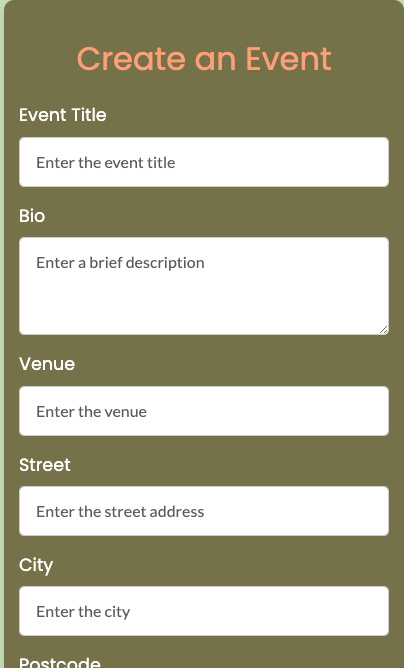 Create an Event
Event Title
Enter the event title
Bio
Enter a brief description
Venue
Enter the venue
Street
Enter the street address
City
Enter the city
Postcode